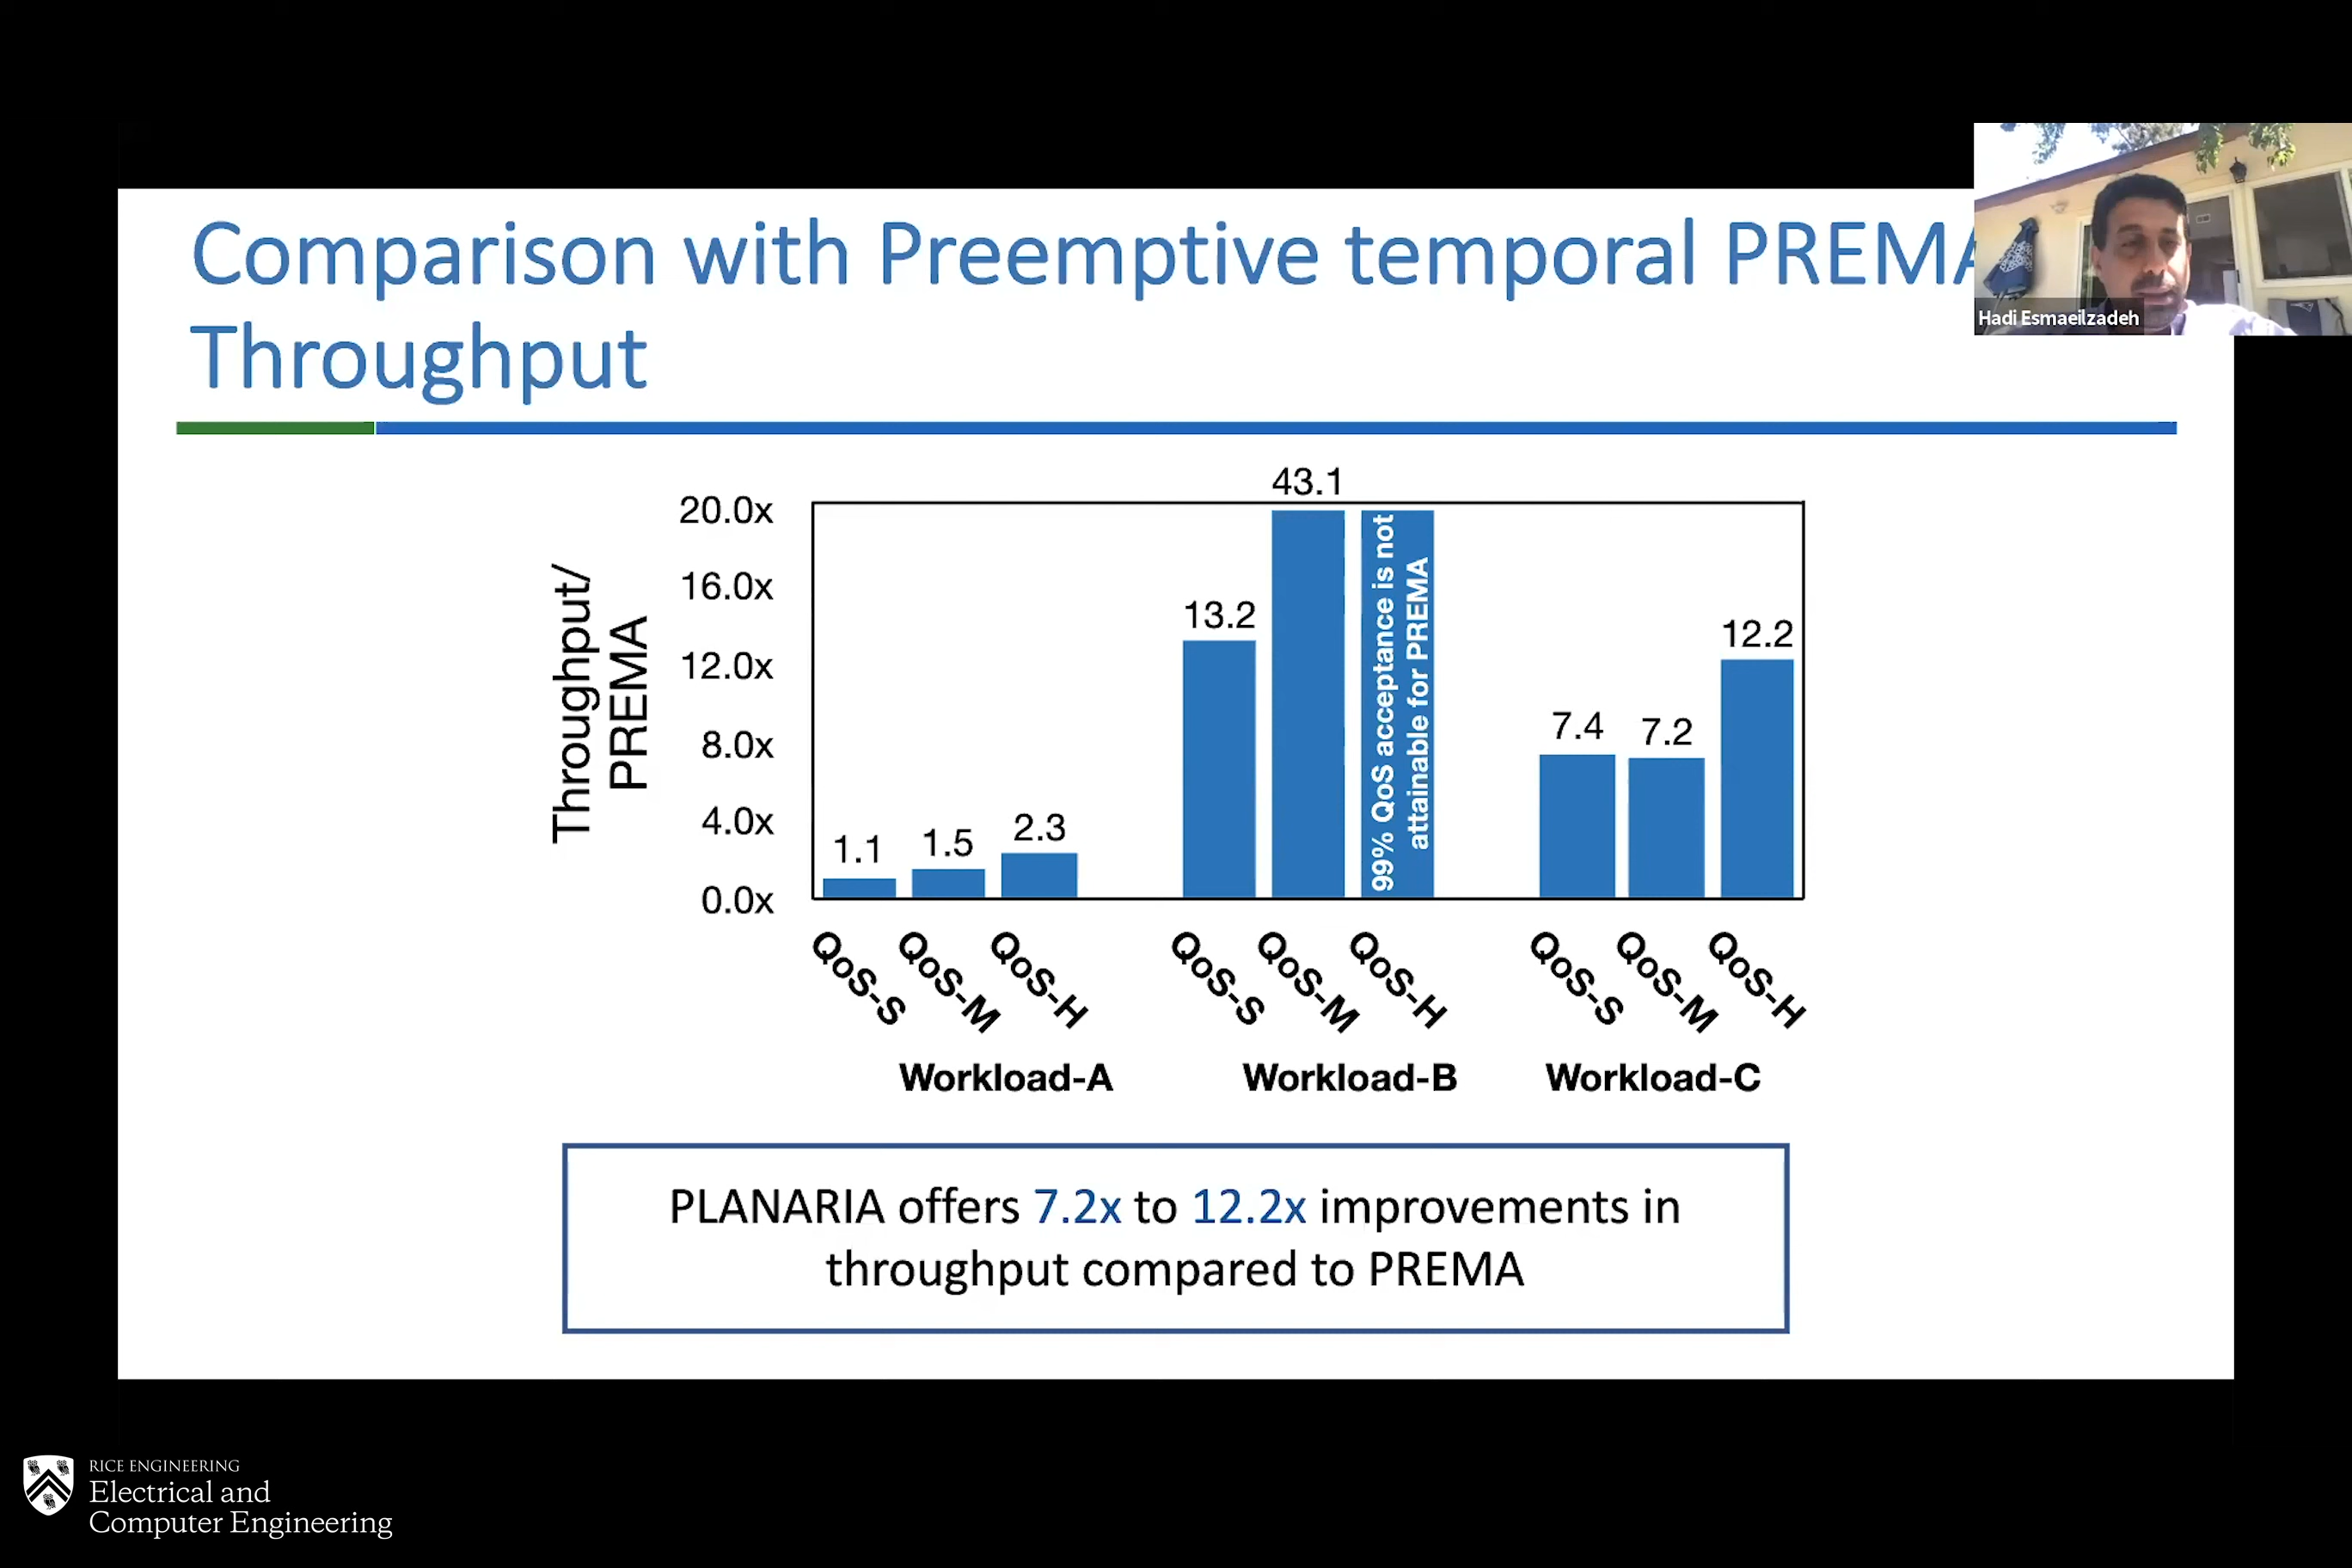 Comparison with Preemptive temporal PREMA
Throughput
Hadi Esmaeilzadeh
Throughput/
PREMA
20.0x
16.0x
12.0x
8.0x
4.0x
0.0x
1.1
1.5
2.3
13.2
43.1
99% QoS acceptance is not
attainable for PREMA
7.4
7.2
12.2
QoS-S
QoS-M
QoS-H
QoS-S
QoS-M
QoS-H
QoS-S
QoS-M
QoS-H
Workload-A
Workload-B
Workload-C
PLANARIA offers 7.2x to 12.2x improvements in
throughput compared to PREMA
RICE ENGINEERING
Electrical and
Computer Engineering